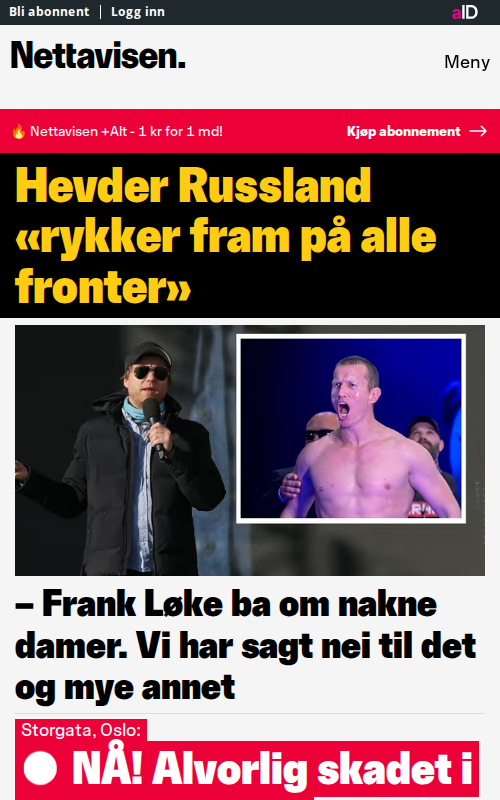 Bli abonnent | Logg inn
aID
Nettavisen.
Meny
🔥 Nettavisen +Alt - 1 kr for 1 md!
Kjøp abonnement →
Hevder Russland
«rykker fram på alle
fronter»
– Frank Løke ba om nakne
damer. Vi har sagt nei til det
og mye annet
Storgata, Oslo:
NÅ! Alvorlig skadet i